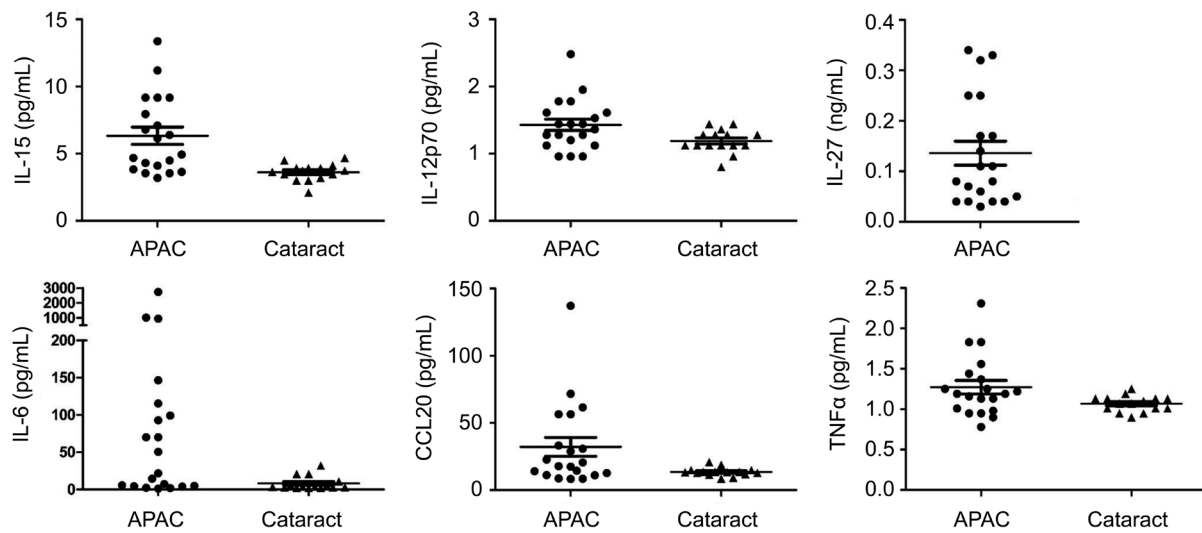 IL-15 (pg/mL)
15
10
5
0
APAC Cataract
IL-12p70 (pg/mL)
3
2
1
0
APAC Cataract
IL-27 (ng/mL)
0.4
0.3
0.2
0.1
0.0
APAC
IL-6 (pg/mL)
3000
2000
1000
200
150
100
50
0
APAC Cataract
CCL20 (pg/mL)
150
100
50
0
APAC Cataract
TNFα (pg/mL)
2.5
2.0
1.5
1.0
0.5
0.0
APAC Cataract